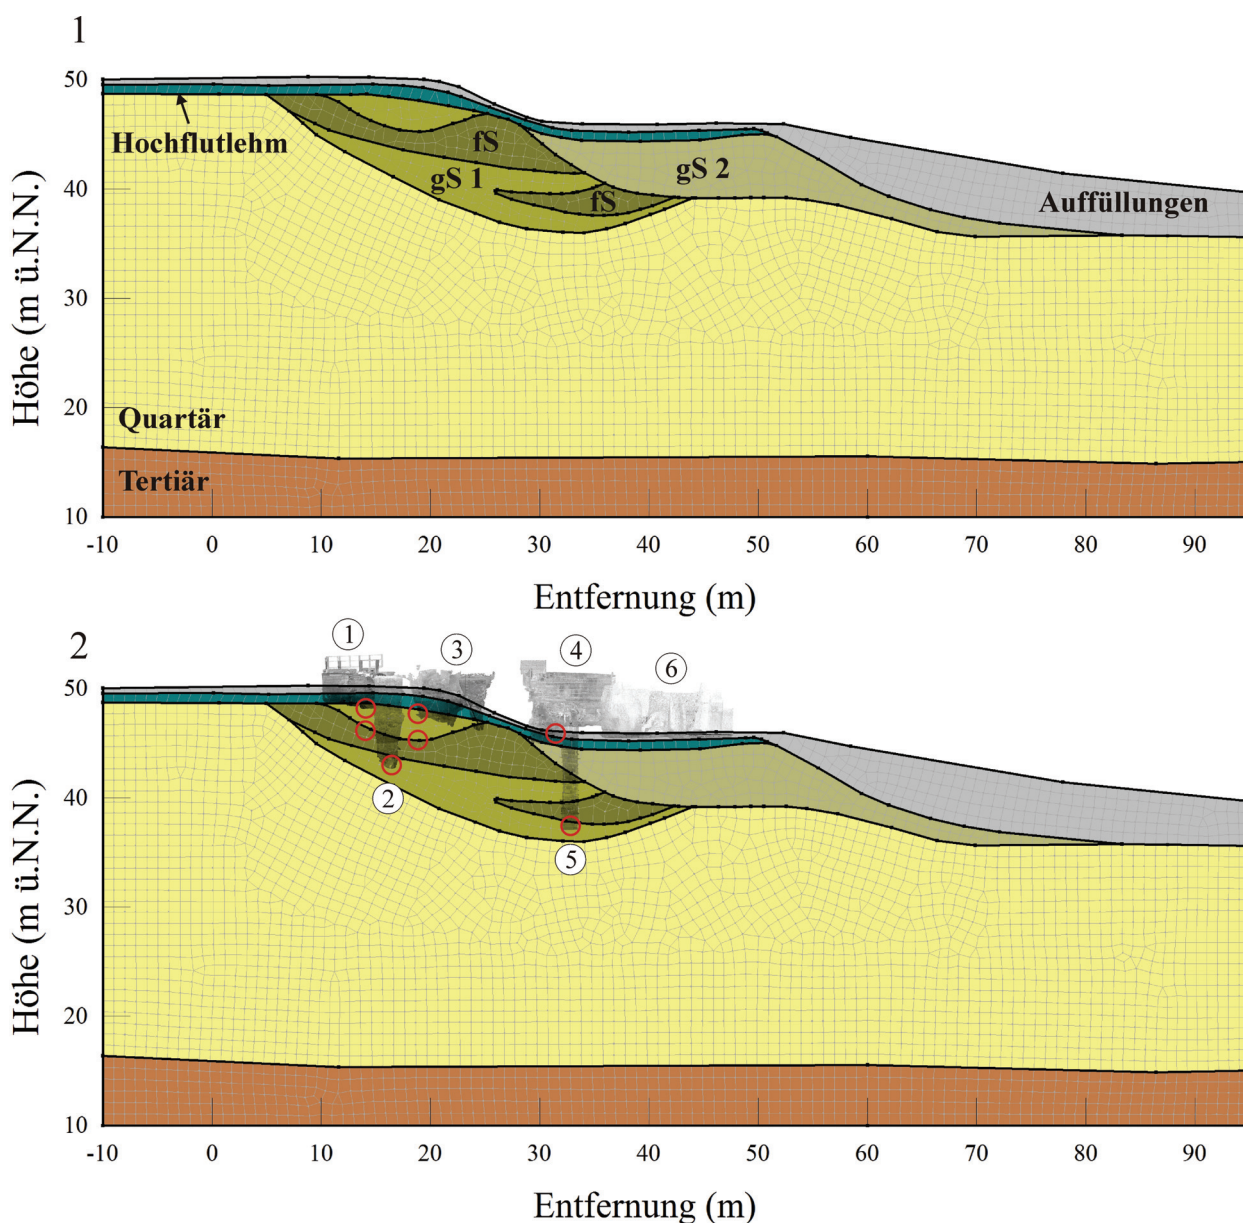 1
50
40
30
20
10
Höhe (m ü.N.N.)
Hochflutlehm
fS
gS 1
gS 2
fS
Auffüllungen
Quartär
Tertiär
-10 0 10 20 30 40 50 60 70 80 90
Entfernung (m)
2
1
3
4
6
50
40
30
20
10
Höhe (m ü.N.N.)
2
5
-10 0 10 20 30 40 50 60 70 80 90
Entfernung (m)